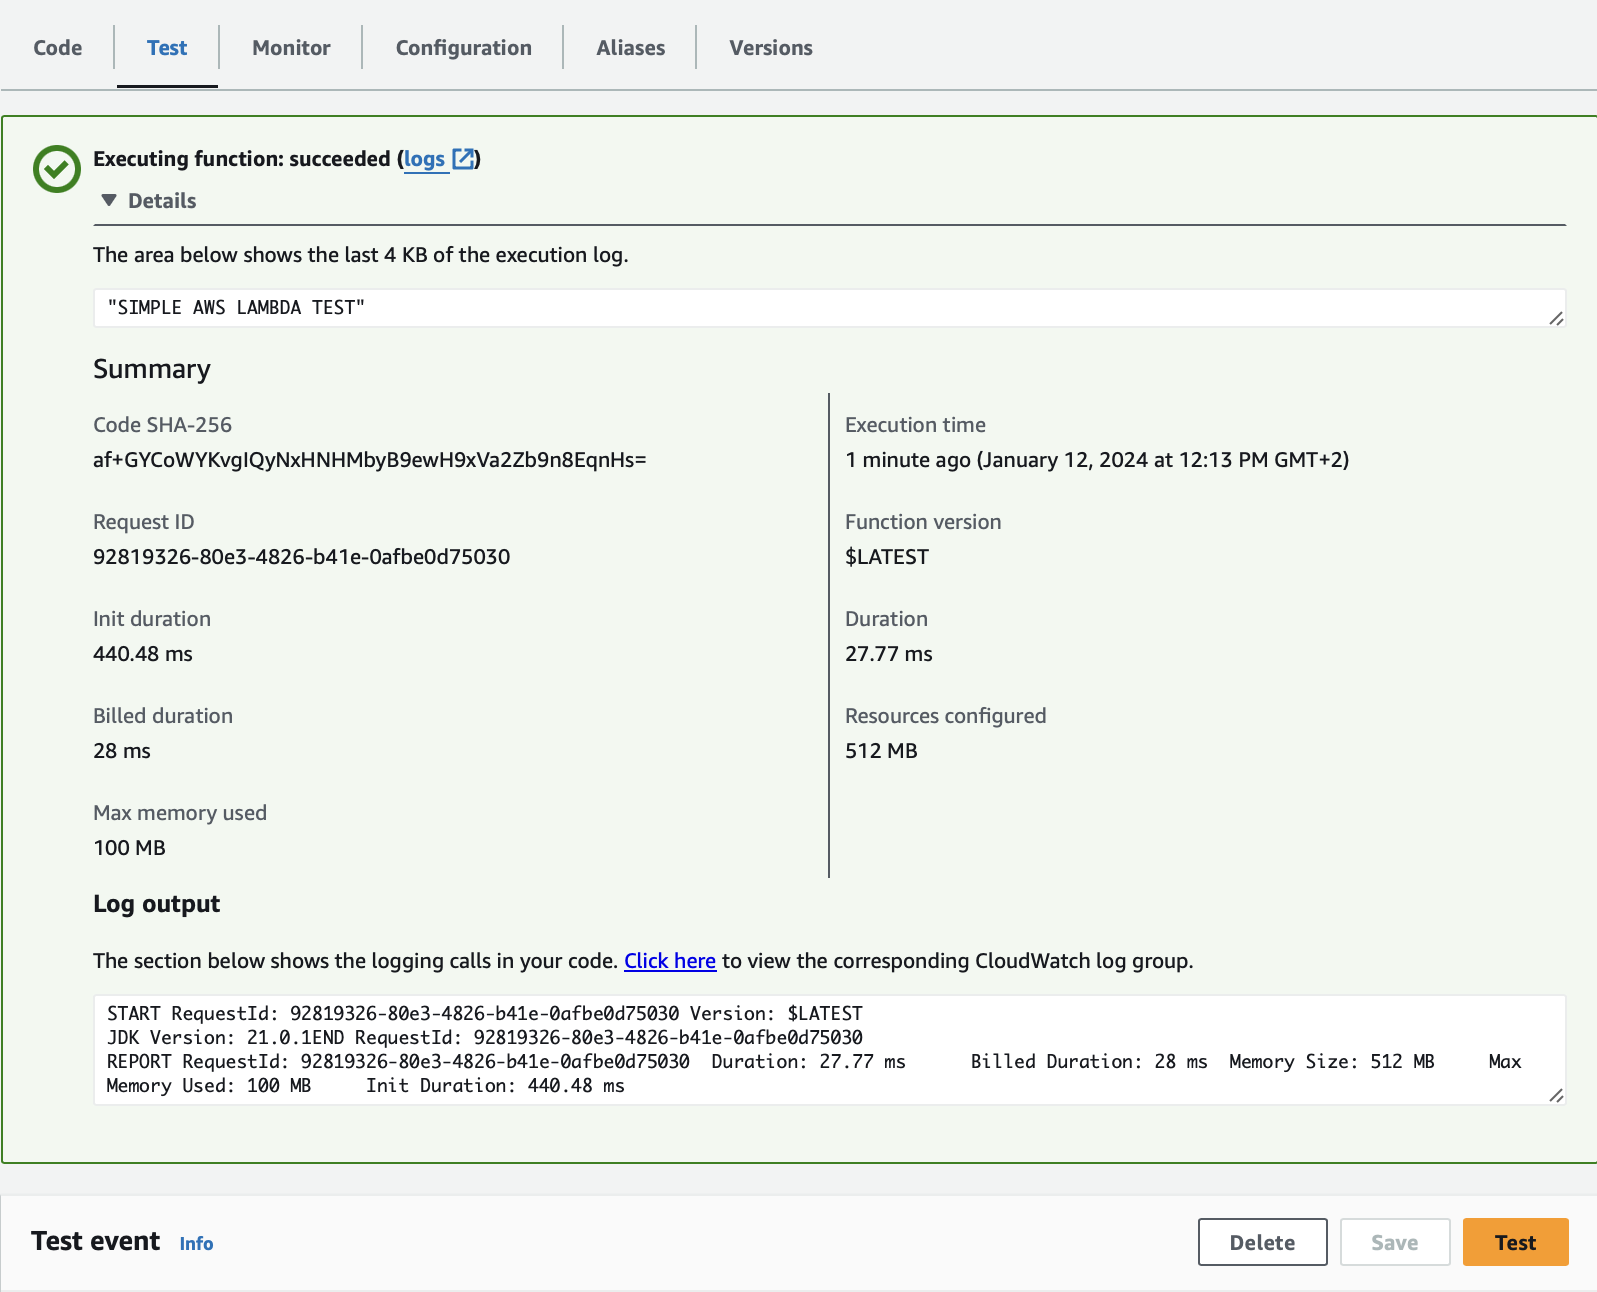 Code Test Monitor Configuration Aliases Versions
Executing function: succeeded (logs)
Details
The area below shows the last 4 KB of the execution log.
"SIMPLE AWS LAMBDA TEST"
Summary
Code SHA-256
af+GYCoWYKvgIQyNxHNHMbyB9ewH9xVa2Zb9n8EqnHs=
Execution time
1 minute ago (January 12, 2024 at 12:13 PM GMT+2)
Request ID
92819326-80e3-4826-b41e-0afbe0d75030
Function version
$LATEST
Init duration
440.48 ms
Duration
27.77 ms
Billed duration
28 ms
Resources configured
512 MB
Max memory used
100 MB
Log output
The section below shows the logging calls in your code. Click here to view the corresponding CloudWatch log group.
START RequestId: 92819326-80e3-4826-b41e-0afbe0d75030 Version: $LATEST
JDK Version: 21.0.1END RequestId: 92819326-80e3-4826-b41e-0afbe0d75030
REPORT RequestId: 92819326-80e3-4826-b41e-0afbe0d75030 Duration: 27.77 ms Billed Duration: 28 ms Memory Size: 512 MB Max
Memory Used: 100 MB Init Duration: 440.48 ms
Test event Info
Delete Save Test